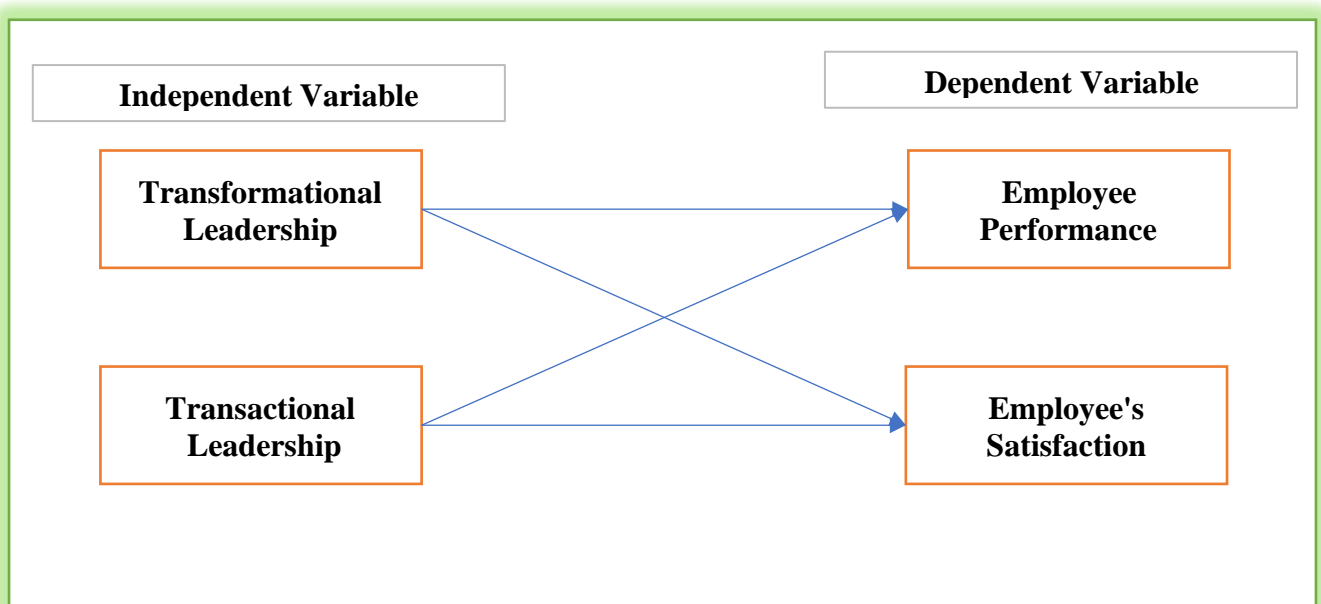 Independent Variable
Dependent Variable
Transformational
Leadership
Employee
Performance
Transactional
Leadership
Employee's
Satisfaction